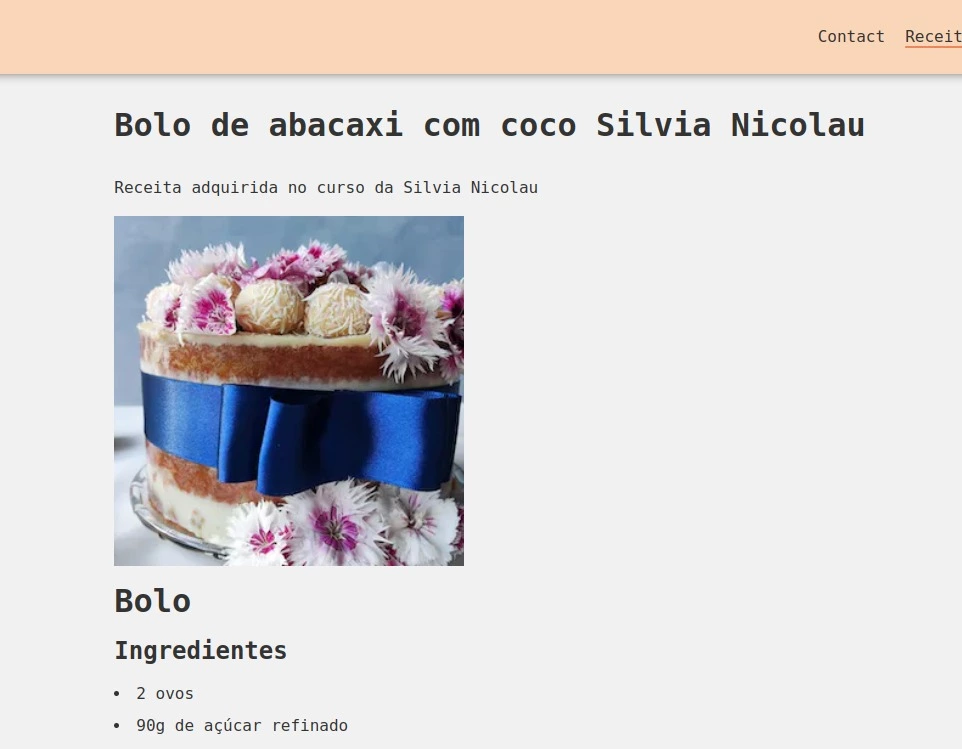 Contact Receit
Bolo de abacaxi com coco Silvia Nicolau
Receita adquirida no curso da Silvia Nicolau
Bolo
Ingredientes
• 2 ovos
• 90g de açúcar refinado